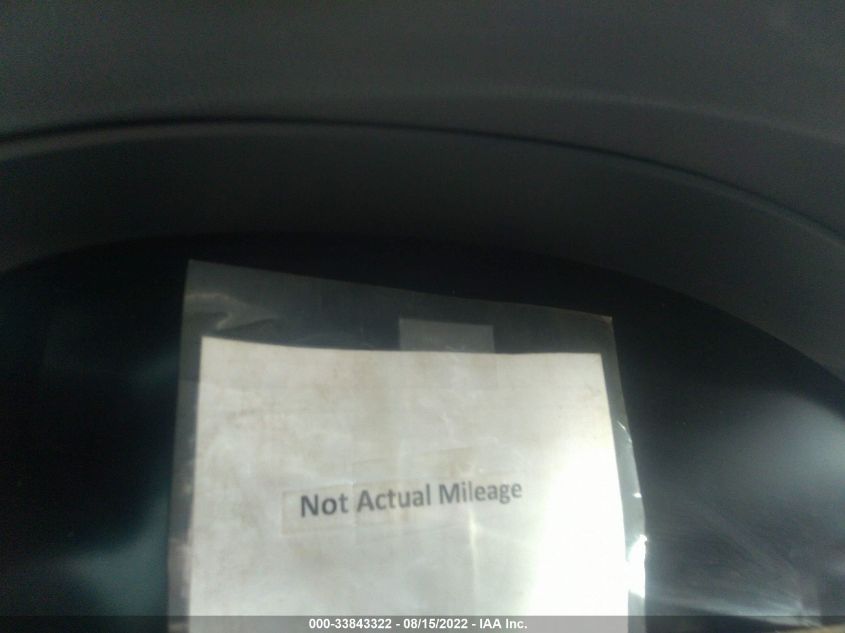 Not Actual Mileage
000-33843322 - 08/15/2022 - IAA Inc.